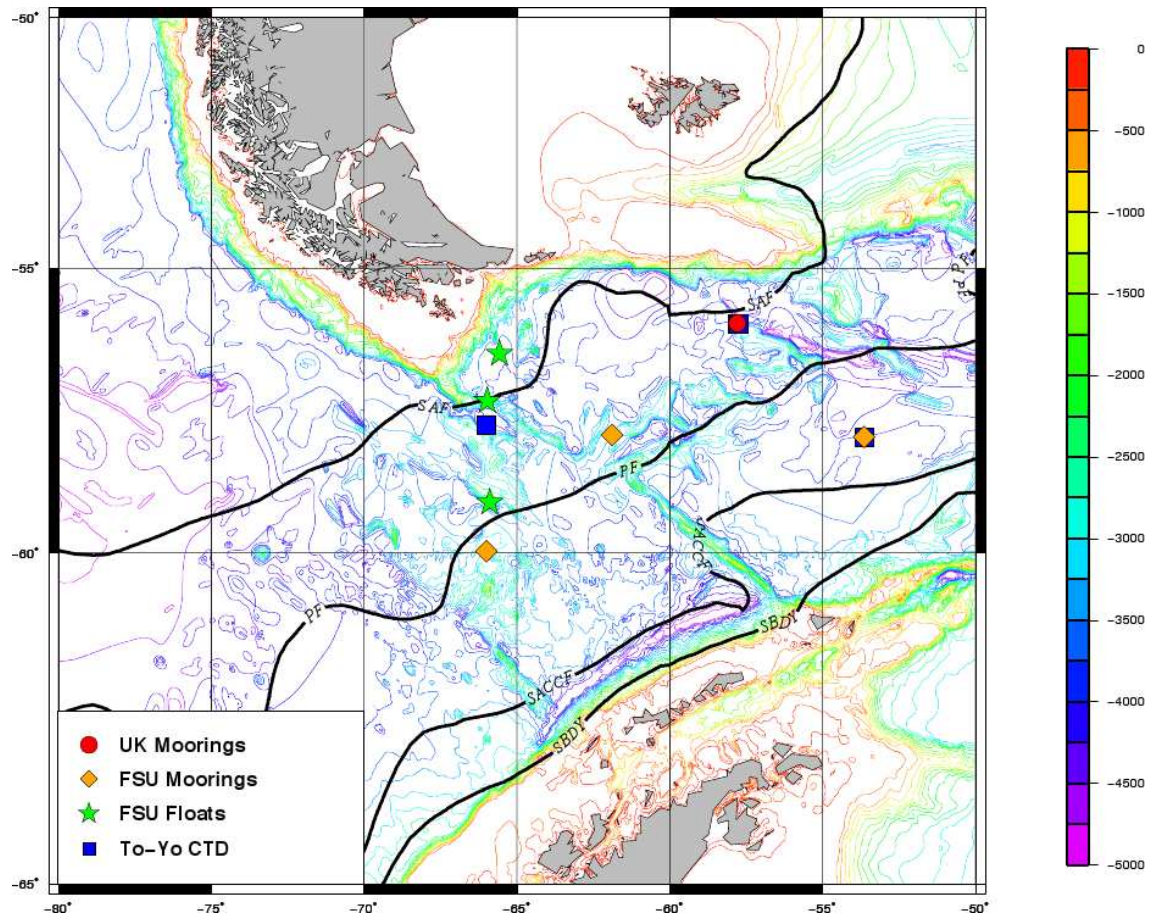 -50°
0
-500
-1000
SAF
-55°
PF
PF
-1500
SAF
-2000
PF
-2500
-3000
SACCF
-60°
-3500
PF
SBDY
-4000
SACCF
SBDY
UK Moorings
FSU Moorings
FSU Floats
To-Yo CTD
-4500
-5000
-65°
-80° -75° -70° -65° -60° -55° -50°